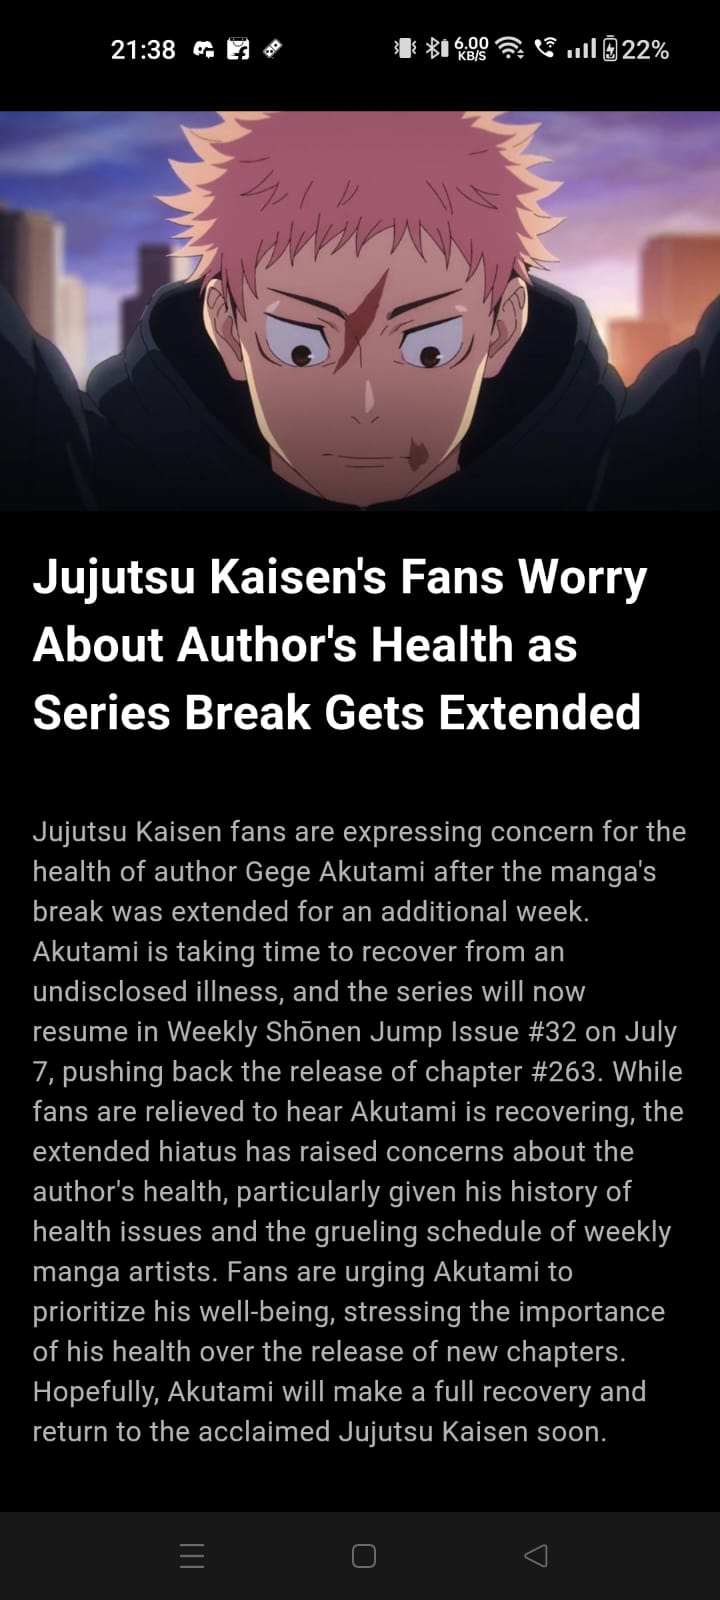 21:38 6.00 KB/S 22%
Jujutsu Kaisen's Fans Worry
About Author's Health as
Series Break Gets Extended
Jujutsu Kaisen fans are expressing concern for the
health of author Gege Akutami after the manga's
break was extended for an additional week.
Akutami is taking time to recover from an
undisclosed illness, and the series will now
resume in Weekly Shōnen Jump Issue #32 on July
7, pushing back the release of chapter #263. While
fans are relieved to hear Akutami is recovering, the
extended hiatus has raised concerns about the
author's health, particularly given his history of
health issues and the grueling schedule of weekly
manga artists. Fans are urging Akutami to
prioritize his well-being, stressing the importance
of his health over the release of new chapters.
Hopefully, Akutami will make a full recovery and
return to the acclaimed Jujutsu Kaisen soon.